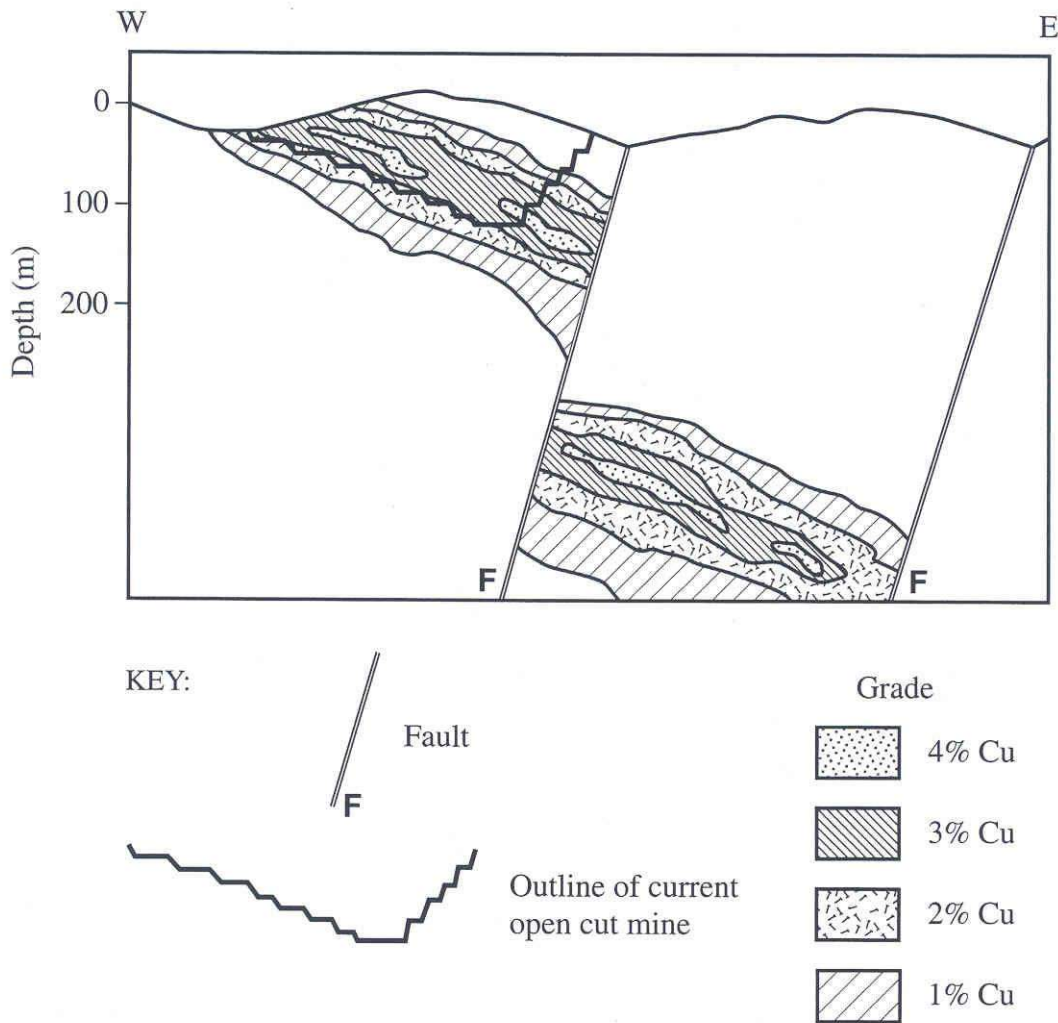 W
E
0
100
200
Depth (m)
F
F
KEY:
Fault
F
Outline of current
open cut mine
Grade
4% Cu
3% Cu
2% Cu
1% Cu